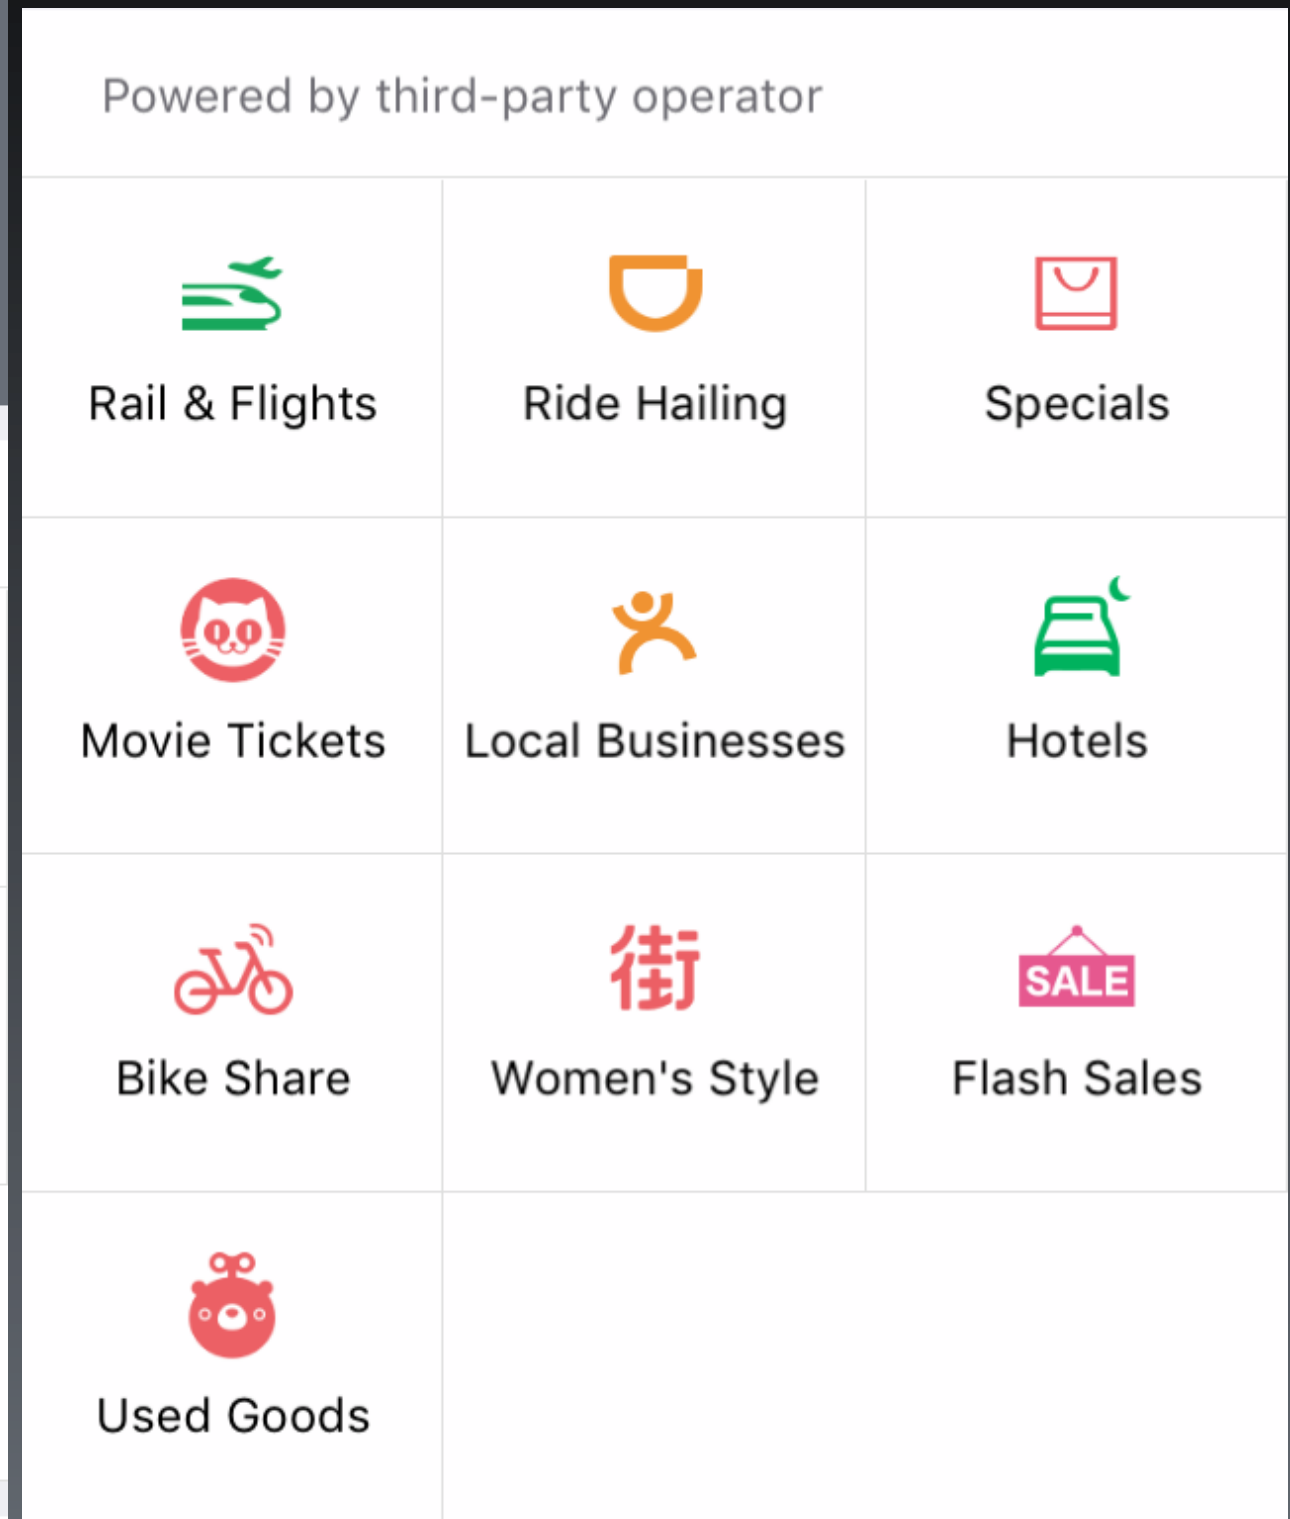 Powered by third-party operator
Rail & Flights
Ride Hailing
Specials
Movie Tickets
Local Businesses
Hotels
街
SALE
Bike Share
Women's Style
Flash Sales
Used Goods